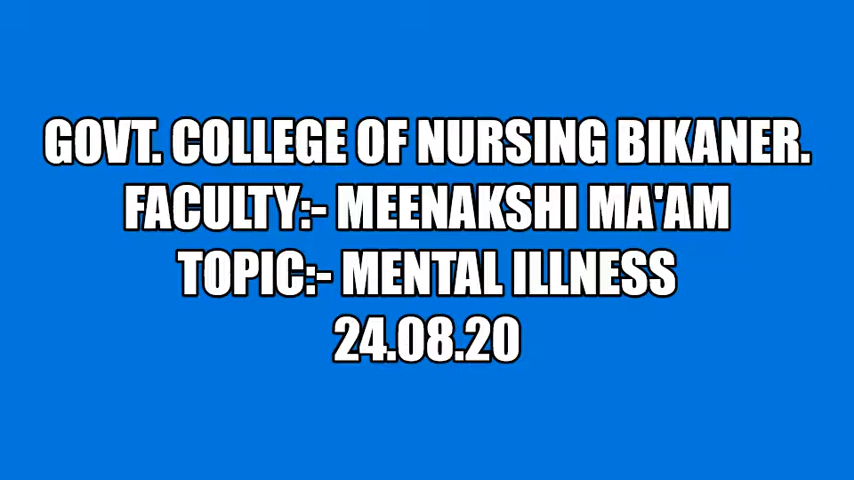 GOVT. COLLEGE OF NURSING BIKANER.
FACULTY:- MEENAKSHI MA'AM
TOPIC:- MENTAL ILLNESS
24.08.20